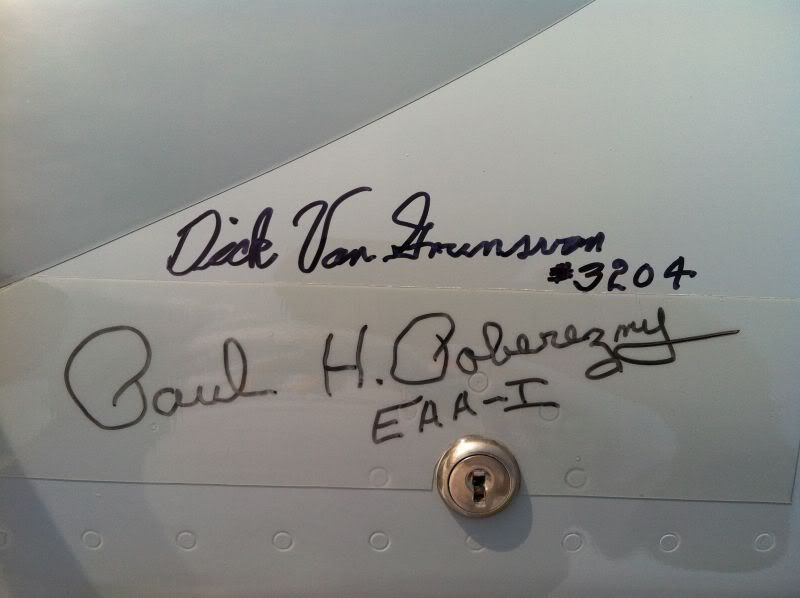 Dick Van Grunsven
#3204
Paul H. Poberezny
EAA-I